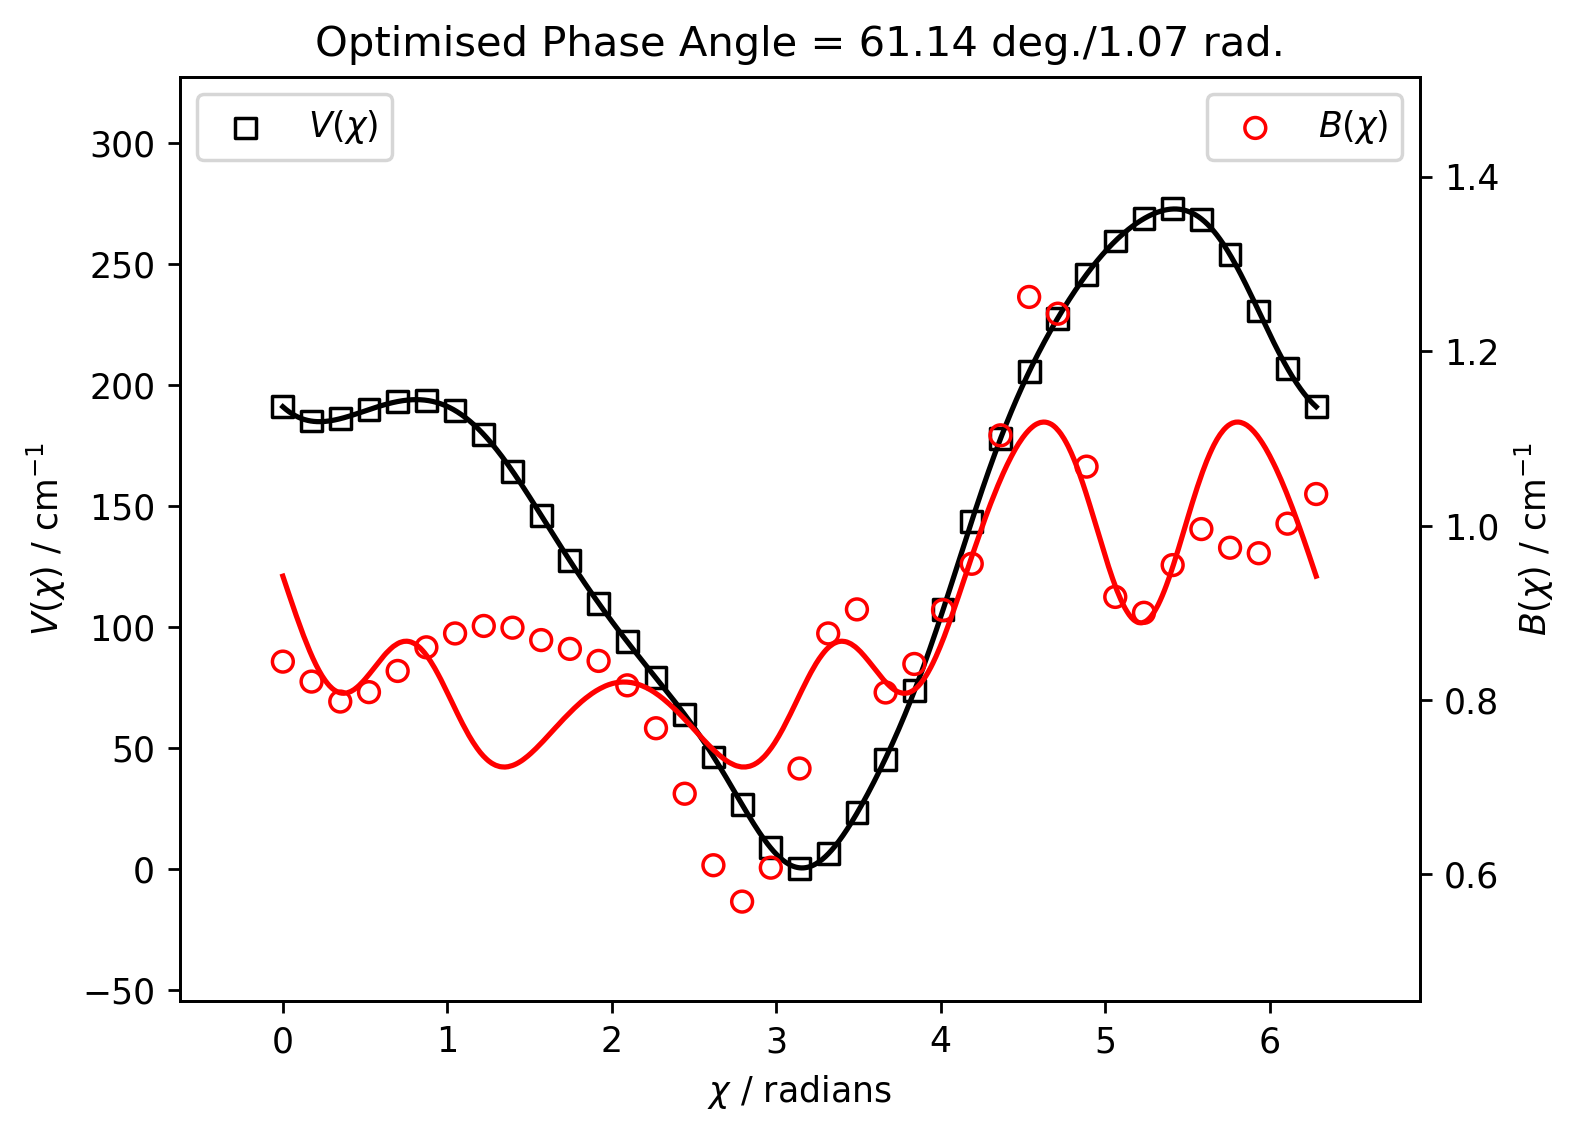 Optimised Phase Angle = 61.14 deg./1.07 rad.
V(χ)
B(χ)
300
250
200
150
100
50
0
−50
V(χ) / cm⁻¹
1.4
1.2
1.0
0.8
0.6
B(χ) / cm⁻¹
0 1 2 3 4 5 6
χ / radians